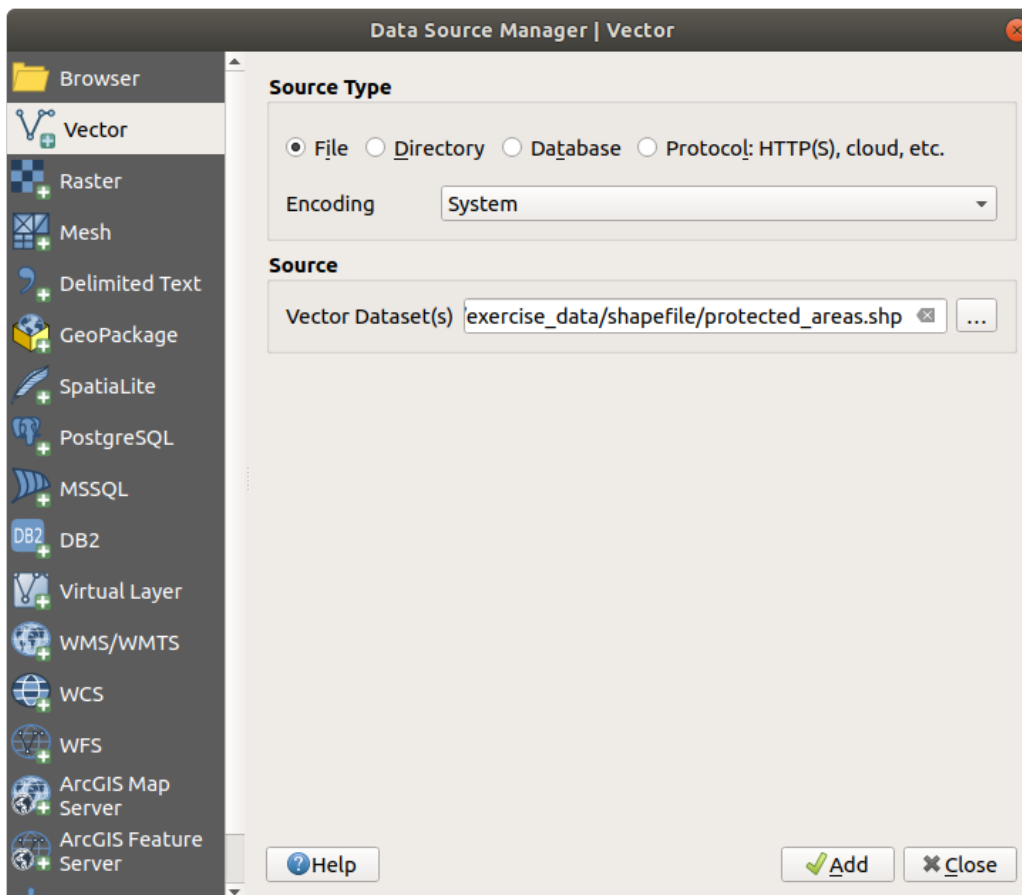 Data Source Manager | Vector
Browser
Vector
Raster
Mesh
Delimited Text
GeoPackage
SpatiaLite
PostgreSQL
MSSQL
DB2
DB2
Virtual Layer
WMS/WMTS
WCS
WFS
ArcGIS Map
Server
ArcGIS Feature
Server
Source Type
File Directory Database Protocol: HTTP(S), cloud, etc.
Encoding System
Source
Vector Dataset(s) /exercise_data/shapefile/protected_areas.shp ...
Help Add Close